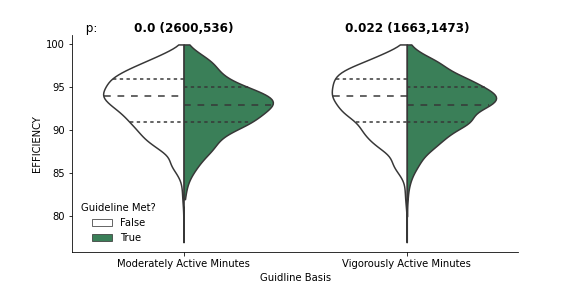 p: 0.0 (2600,536) 0.022 (1663,1473)
100
95
90
85
80
EFFICIENCY
Guideline Met?
False
True
Moderately Active Minutes Vigorously Active Minutes
Guidline Basis